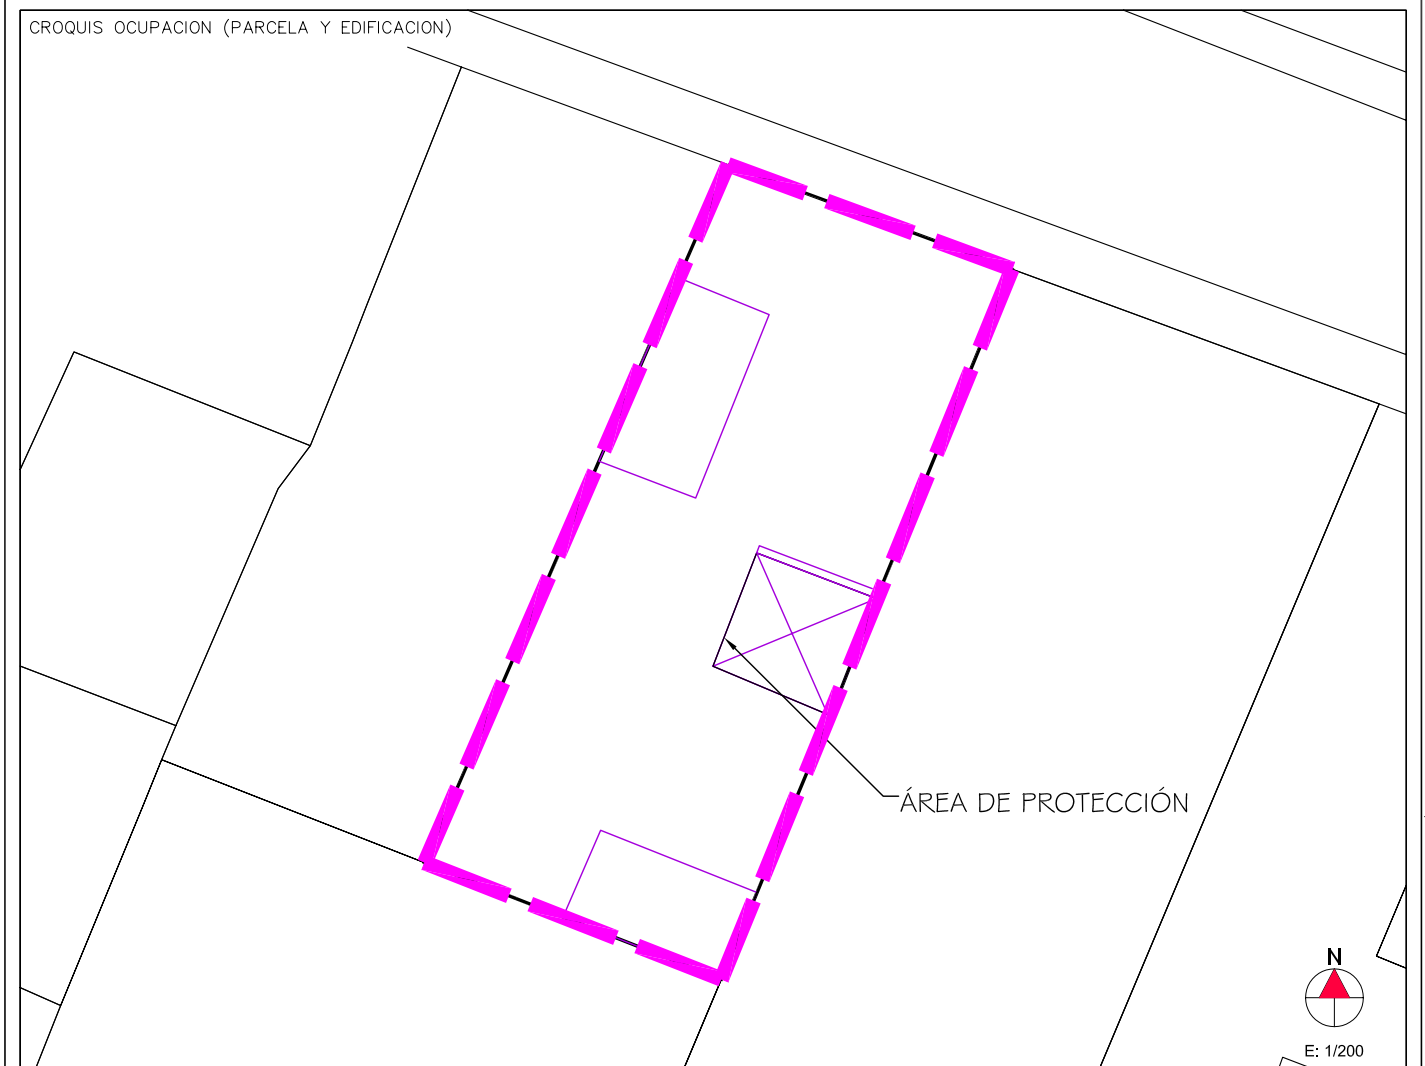 CROQUIS OCUPACION (PARCELA Y EDIFICACION)
ÁREA DE PROTECCIÓN
N
E: 1/200